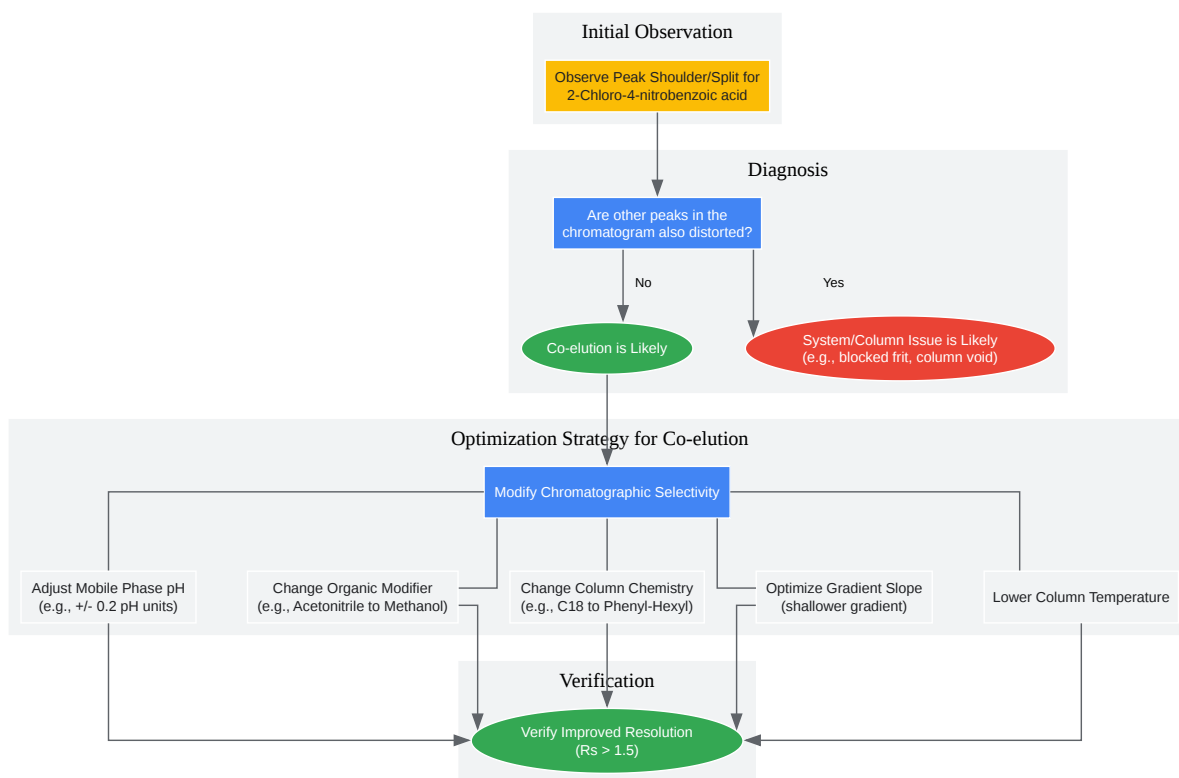 Initial Observation
Observe Peak Shoulder/Split for
2-Chloro-4-nitrobenzoic acid
Diagnosis
Are other peaks in the
chromatogram also distorted?
No
Yes
Co-elution is Likely
System/Column Issue is Likely
(e.g., blocked frit, column void)
Optimization Strategy for Co-elution
Modify Chromatographic Selectivity
Adjust Mobile Phase pH
(e.g., +/- 0.2 pH units)
Change Organic Modifier
(e.g., Acetonitrile to Methanol)
Change Column Chemistry
(e.g., C18 to Phenyl-Hexyl)
Optimize Gradient Slope
(shallower gradient)
Lower Column Temperature
Verification
Verify Improved Resolution
(Rs > 1.5)